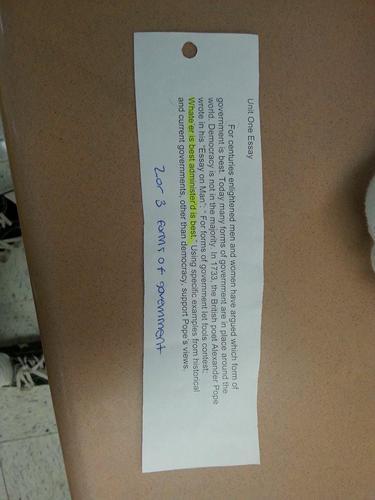 Unit One Essay
For centuries enlightened men and women have argued which form of
government is best. Today many forms of government are in place around the
world. Democracy is not in the majority. In 1733, the British poet Alexander Pope
wrote in his "Essay on Man": " For forms of government let fools contest;
Whate'er is best administer'd is best." Using specific examples from historical
and current governments, other than democracy, support Pope's views.
2 or 3 forms of government